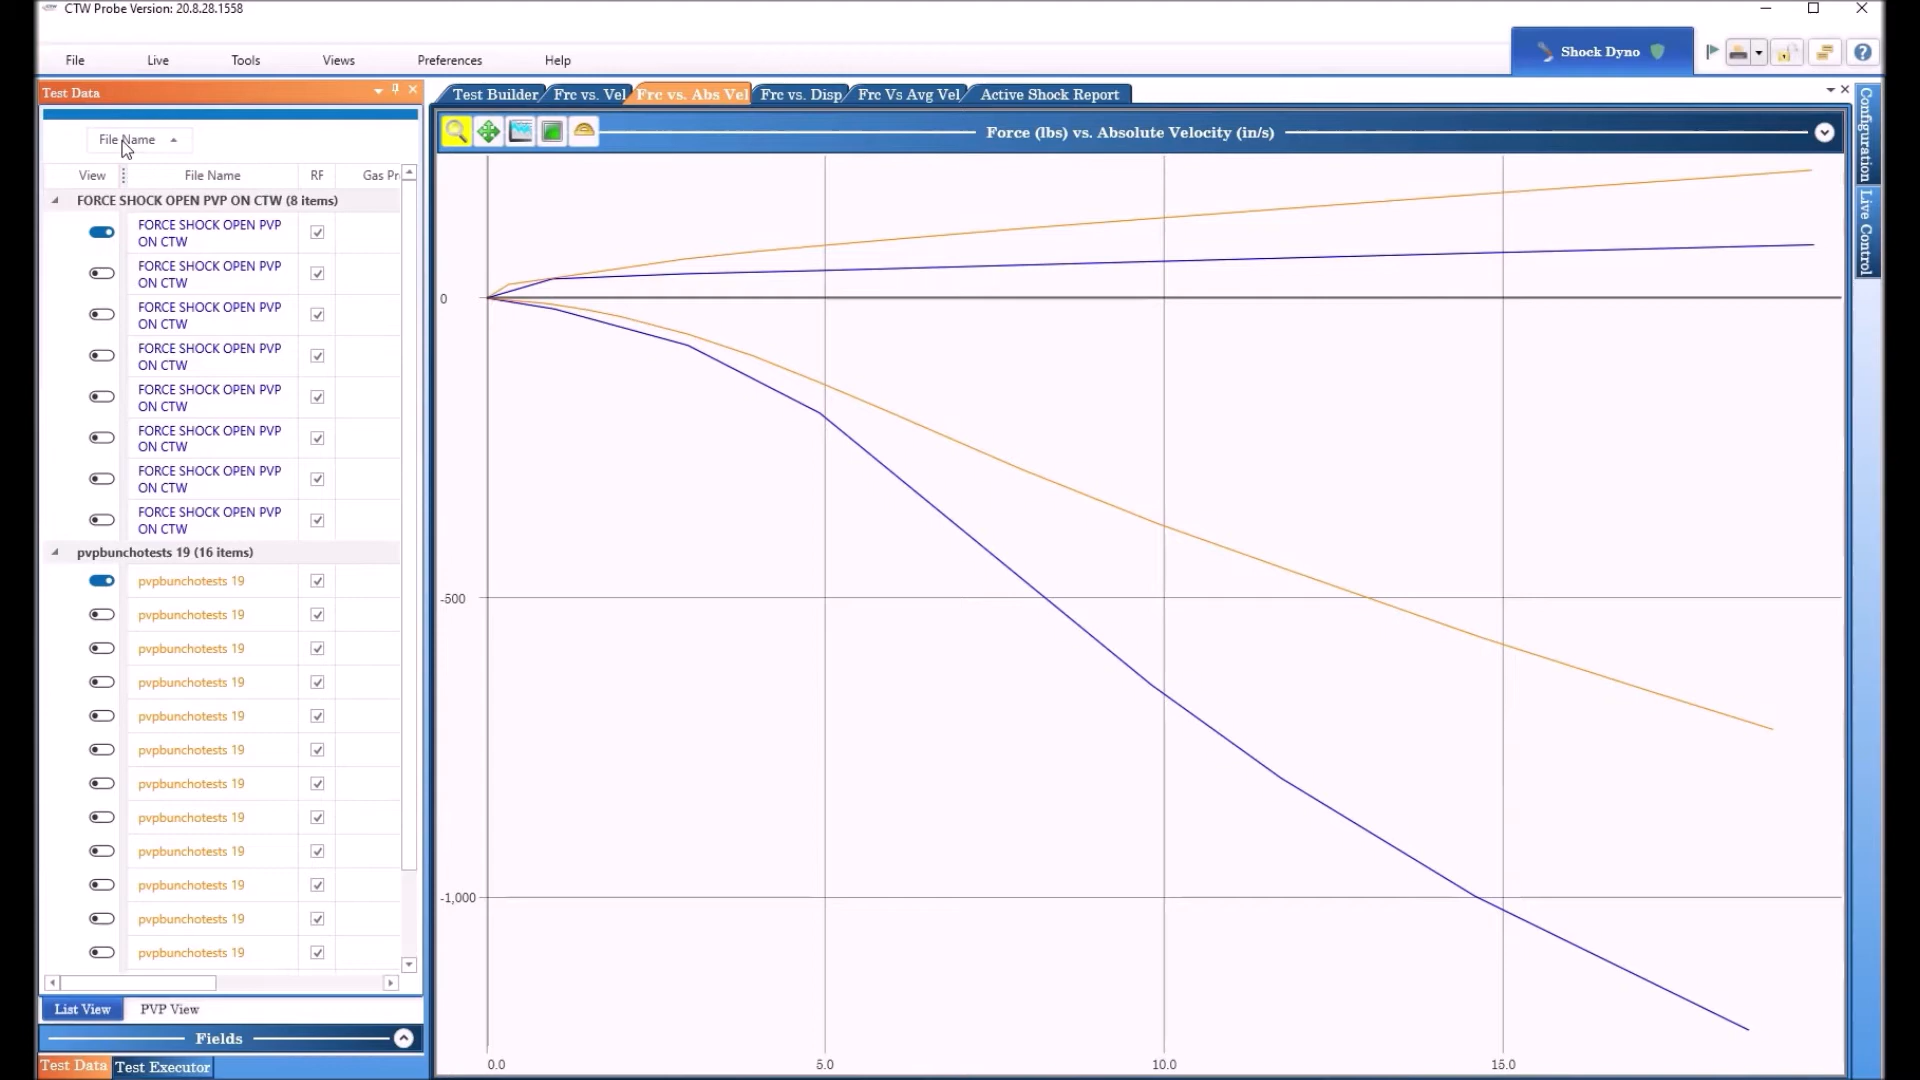 CTW Probe Version: 20.8.28.1558
File Live Tools Views Preferences Help
Shock Dyno
Test Data
Test Builder Frc vs. Vel Frc vs. Abs Vel Frc vs. Disp Frc Vs Avg Vel Active Shock Report
Force (lbs) vs. Absolute Velocity (in/s)
Configuration
Live Control
File Name
View File Name RF Gas Pr
FORCE SHOCK OPEN PVP ON CTW (8 items)
FORCE SHOCK OPEN PVP
ON CTW
FORCE SHOCK OPEN PVP
ON CTW
FORCE SHOCK OPEN PVP
ON CTW
FORCE SHOCK OPEN PVP
ON CTW
FORCE SHOCK OPEN PVP
ON CTW
FORCE SHOCK OPEN PVP
ON CTW
FORCE SHOCK OPEN PVP
ON CTW
FORCE SHOCK OPEN PVP
ON CTW
pvpbunchotests 19 (16 items)
pvpbunchotests 19
pvpbunchotests 19
pvpbunchotests 19
pvpbunchotests 19
pvpbunchotests 19
pvpbunchotests 19
pvpbunchotests 19
pvpbunchotests 19
pvpbunchotests 19
pvpbunchotests 19
pvpbunchotests 19
pvpbunchotests 19
List View PVP View
Fields
Test Data Test Executor
0
-500
-1,000
0.0 5.0 10.0 15.0